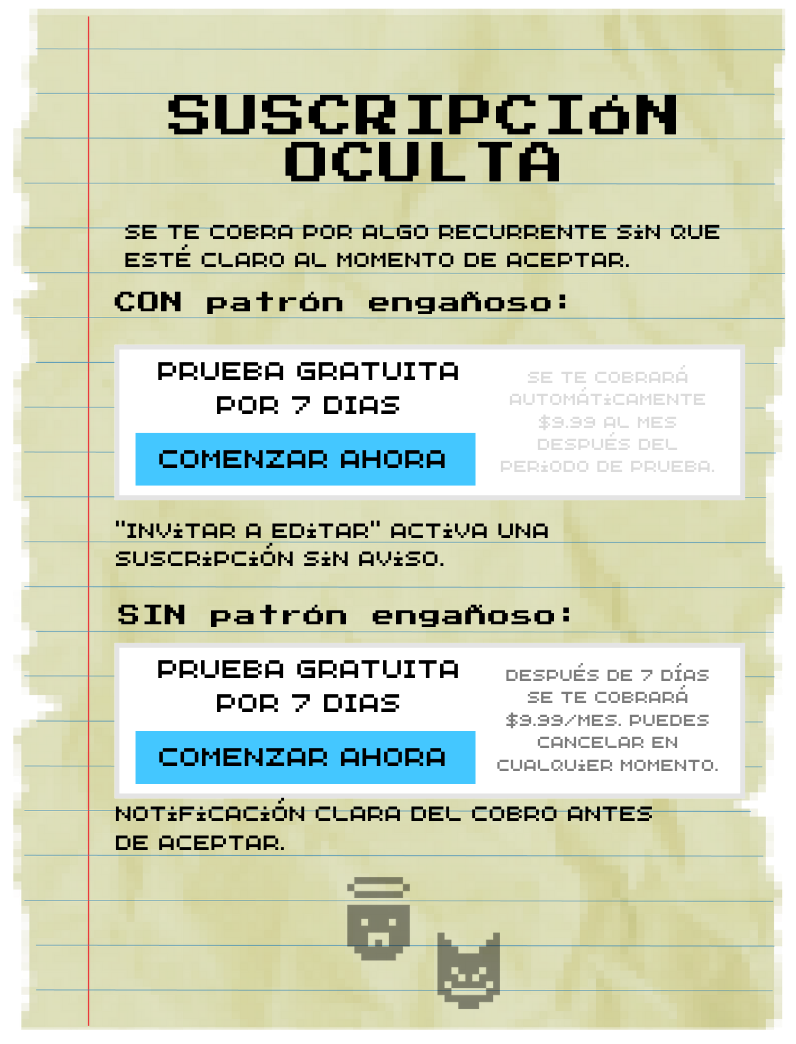 SUSCRIPCIóN
OCULTA
SE TE COBRA POR ALGO RECURRENTE SiN QUE
ESTÉ CLARO AL MOMENTO DE ACEPTAR.
CON patrón engañoso:
PRUEBA GRATUITA
POR 7 DIAS
COMENZAR AHORA
SE TE COBRARÁ
AUTOMÁTiCAMENTE
$9.99 AL MES
DESPUÉS DEL
PERiODO DE PRUEBA.
"INViTAR A EDiTAR" ACTiVA UNA
SUSCRiPCiÓN SiN AViSO.
SIN patrón engañoso:
PRUEBA GRATUITA
POR 7 DIAS
COMENZAR AHORA
DESPUÉS DE 7 DÍAS
SE TE COBRARÁ
$9.99/MES. PUEDES
CANCELAR EN
CUALQUiER MOMENTO.
NOTiFiCACiÓN CLARA DEL COBRO ANTES
DE ACEPTAR.